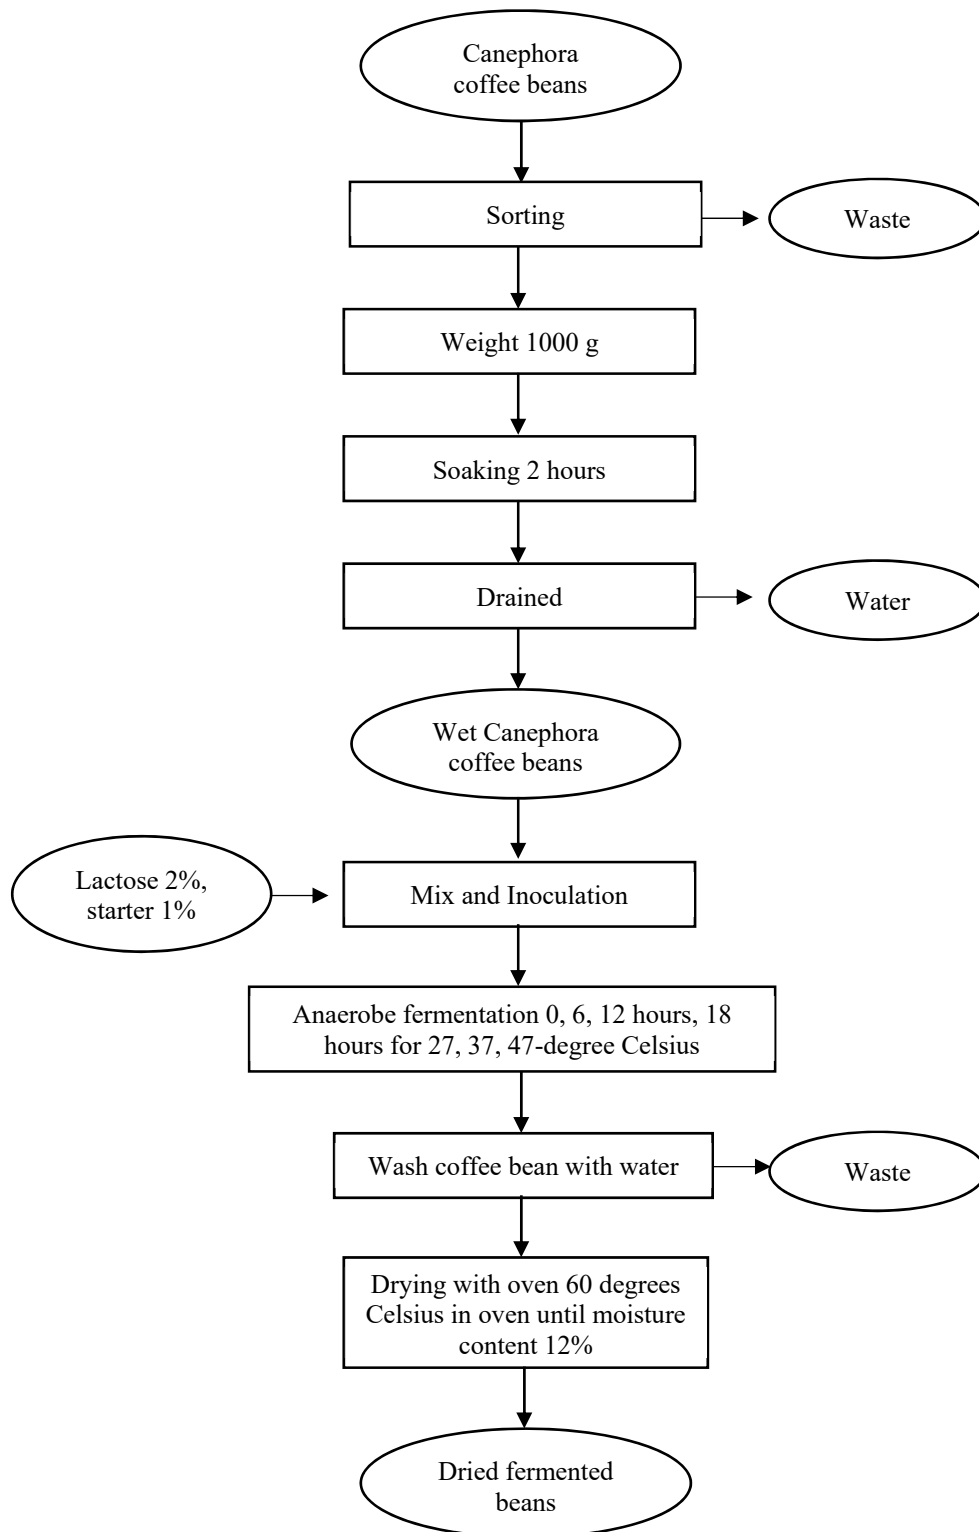 Canephora
coffee beans
Sorting
Waste
Weight 1000 g
Soaking 2 hours
Drained
Water
Wet Canephora
coffee beans
Lactose 2%,
starter 1%
Mix and Inoculation
Anaerobe fermentation 0, 6, 12 hours, 18
hours for 27, 37, 47-degree Celsius
Wash coffee bean with water
Waste
Drying with oven 60 degrees
Celsius in oven until moisture
content 12%
Dried fermented
beans